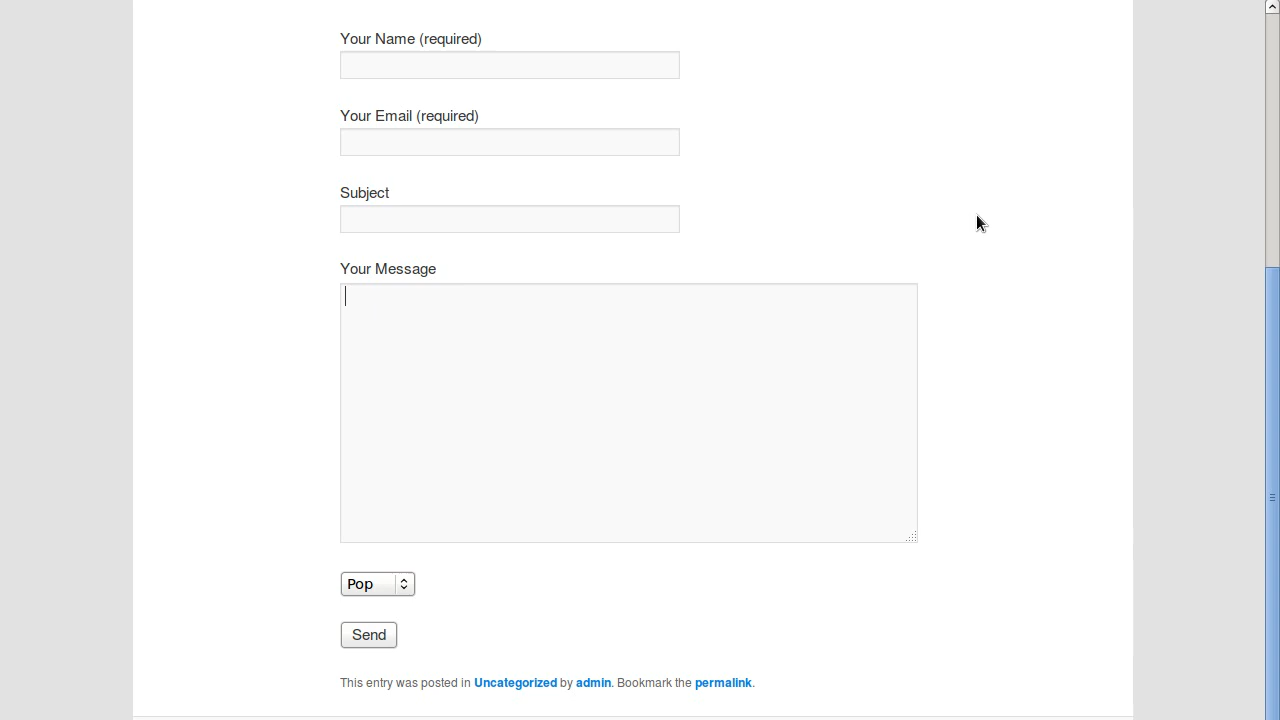 Your Name (required)
Your Email (required)
Subject
Your Message
Pop
Send
This entry was posted in Uncategorized by admin. Bookmark the permalink.